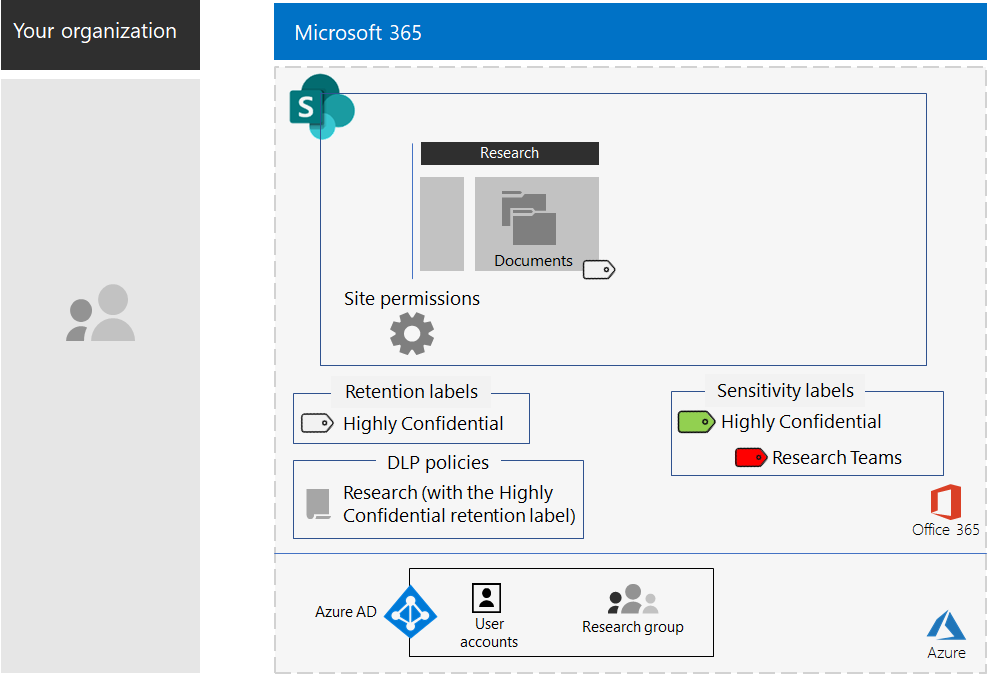 Your organization
Microsoft 365
S
Research
Documents
Site permissions
Retention labels
Highly Confidential
Sensitivity labels
Highly Confidential
Research Teams
DLP policies
Research (with the Highly
Confidential retention label)
Office 365
Azure AD
User
accounts
Research group
Azure